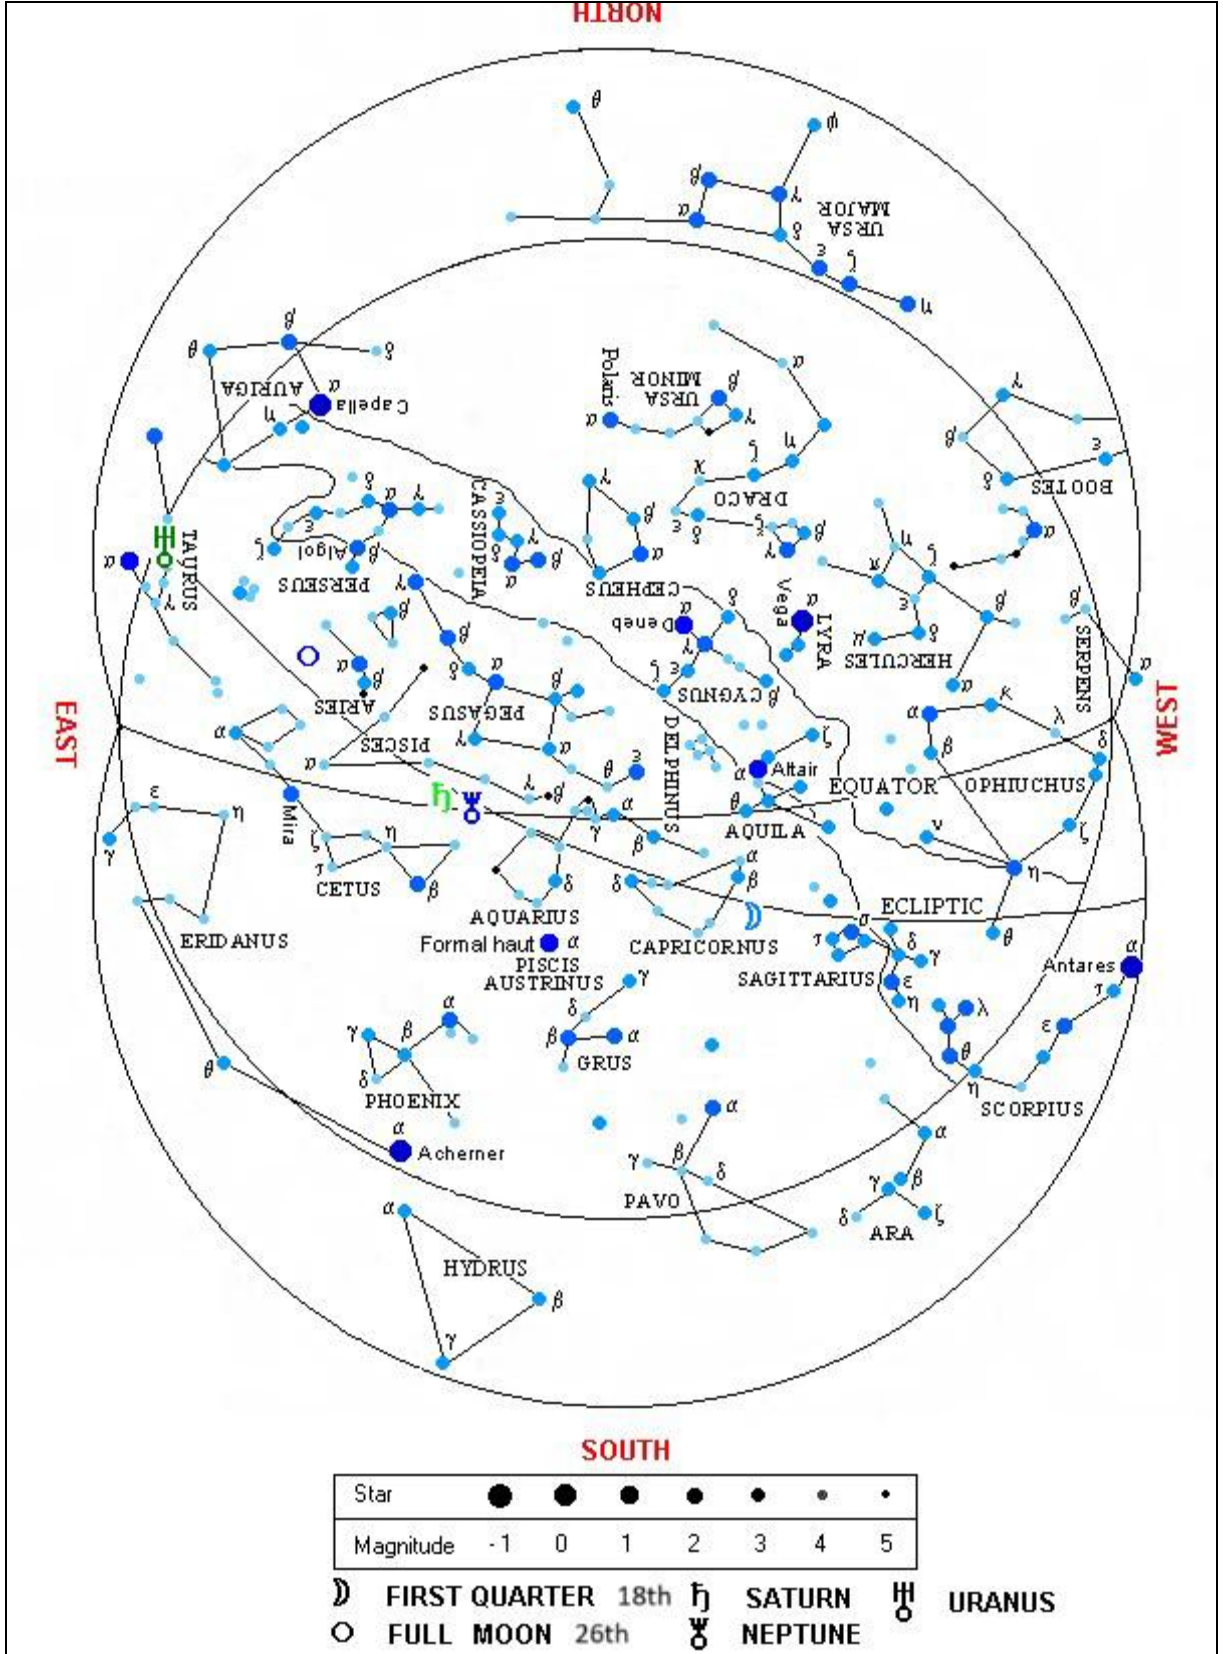 NORTH
θ
ψ
β
γ
α
δ
URSA
MAJOR
ε
ζ
η
β
θ
δ
AURIGA
α
Capella
η
Polaris
α
URSA
MINOR
β
γ
α
η
ζ
χ
DRACO
ε
δ
ζ
β
γ
γ
β
δ
ε
BOOTES
α
TAURUS
α
γ
δ
α
γ
ε
ζ
Algol
β
PERSEUS
CASSIOPEIA
ε
γ
α
β
γ
β
α
CEPHEUS
η
ζ
π
ε
β
μ
δ
HERCULES
α
α
β
SERPENS
α
γ
β
δ
α
β
PEGASUS
γ
α
β
α
β
ARIES
Deneb
α
δ
γ
ε
ζ
CYGNUS
β
Vega
α
LYRA
EAST
WEST
α
PISCES
α
γ
β
θ
ε
DELPHINUS
ζ
α
Attair
θ
AQUILA
EQUATOR
α
β
κ
λ
δ
OPHIUCHUS
ζ
ν
η
θ
ε
γ
η
ERIDANUS
Mira
ζ
τ
η
CETUS
β
γ
α
β
δ
AQUARIUS
Formal haut
α
PISCIS
AUSTRINUS
δ
α
β
CAPRICORNUS
ECLIPTIC
σ
τ
δ
γ
SAGITTARIUS
ε
η
λ
θ
η
SCORPIUS
α
Antares
τ
ε
γ
β
α
δ
PHOENIX
γ
δ
β
α
GRUS
θ
α
Acherner
α
γ
β
δ
PAVO
α
β
γ
δ
ζ
ARA
α
HYDRUS
β
γ
SOUTH
Star
Magnitude -1 0 1 2 3 4 5
FIRST QUARTER 18th SATURN URANUS
FULL MOON 26th NEPTUNE